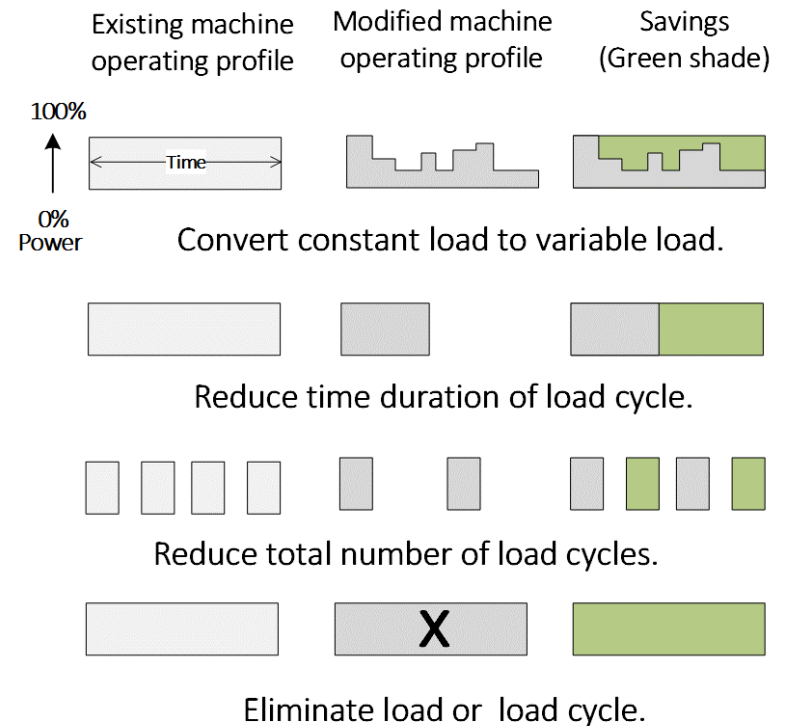 Existing machine
operating profile
Modified machine
operating profile
Savings
(Green shade)
100%
Time
0%
Power
Convert constant load to variable load.
Reduce time duration of load cycle.
Reduce total number of load cycles.
X
Eliminate load or  load cycle.